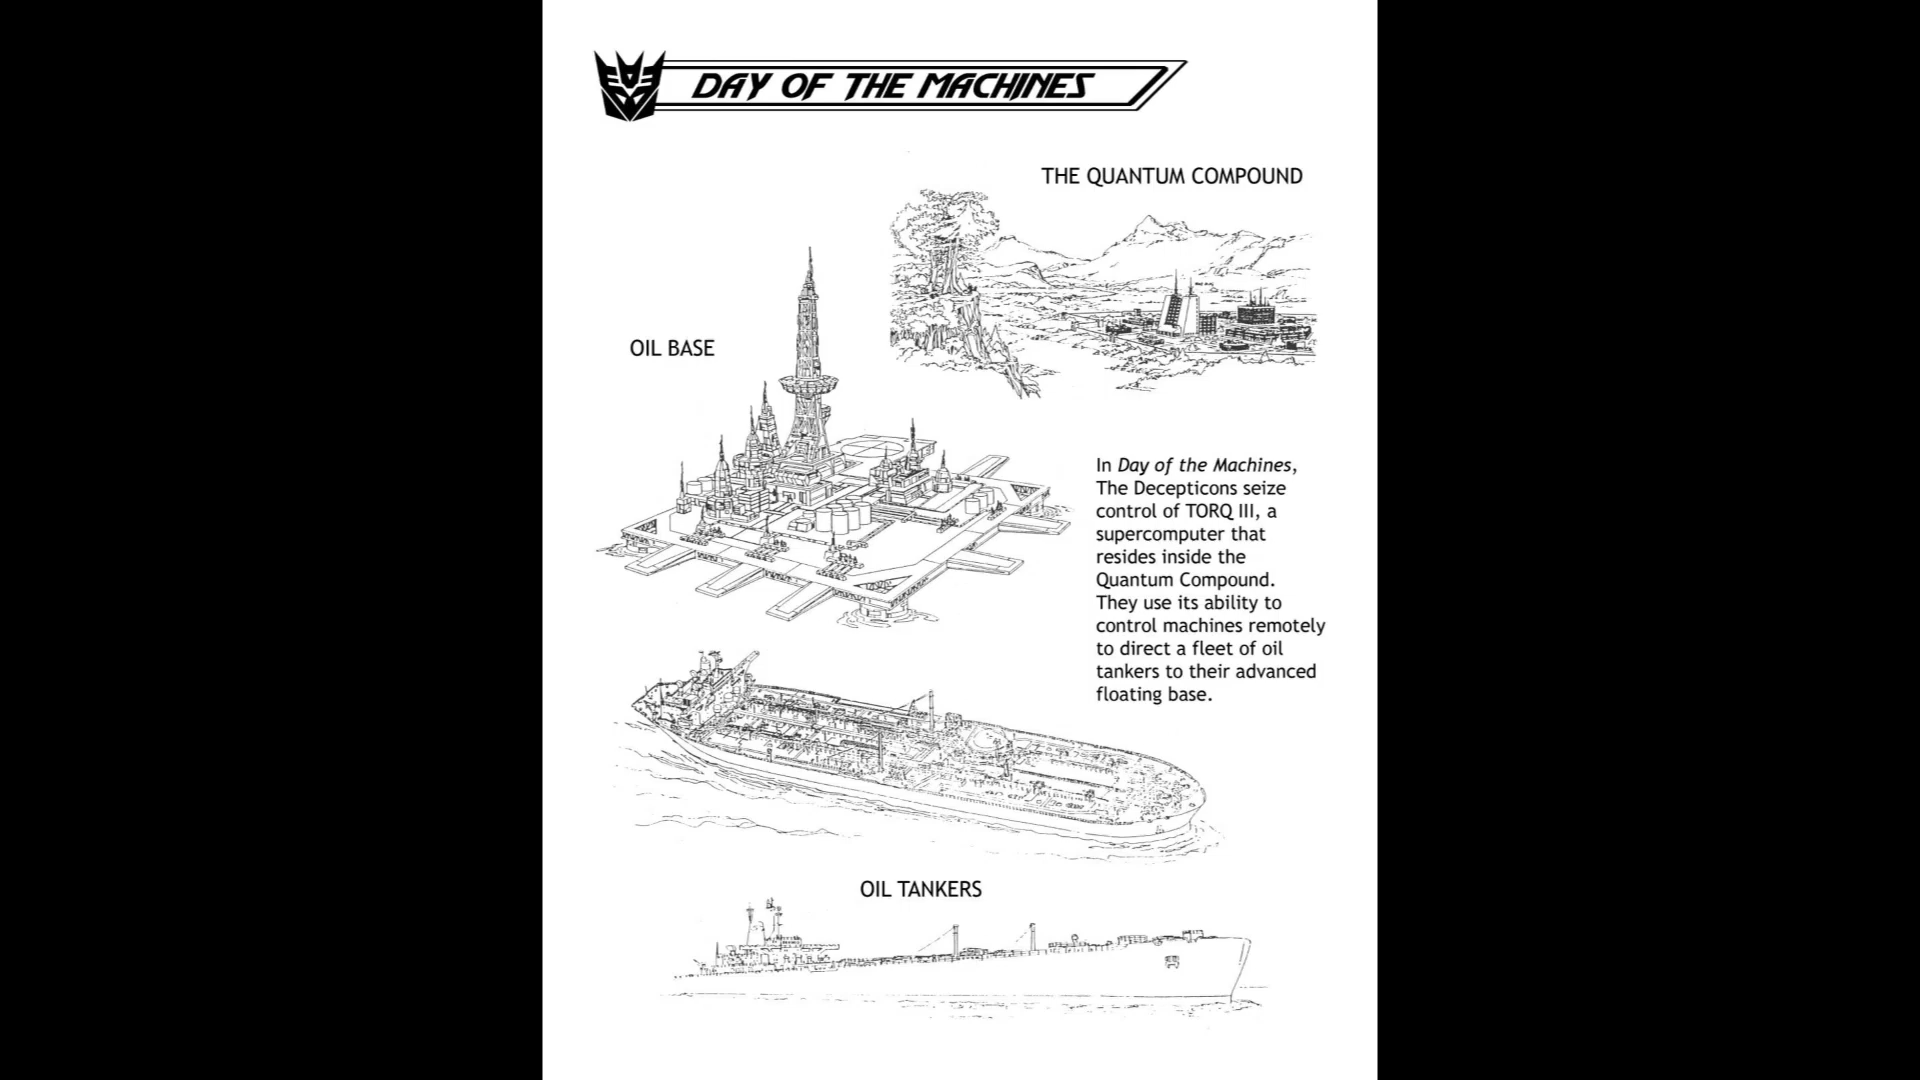 DAY OF THE MACHINES
THE QUANTUM COMPOUND
OIL BASE
In Day of the Machines,
The Decepticons seize
control of TORQ III, a
supercomputer that
resides inside the
Quantum Compound.
They use its ability to
control machines remotely
to direct a fleet of oil
tankers to their advanced
floating base.
OIL TANKERS